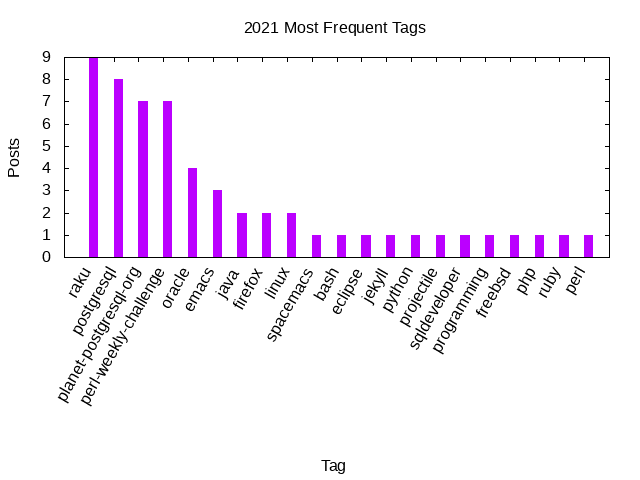 2021 Most Frequent Tags
Posts
9
8
7
6
5
4
3
2
1
0
raku
postgresql
planet-postgresql-org
perl-weekly-challenge
oracle
emacs
java
firefox
linux
spacemacs
bash
eclipse
jekyll
python
projectile
sqldeveloper
programming
freebsd
php
ruby
perl
Tag